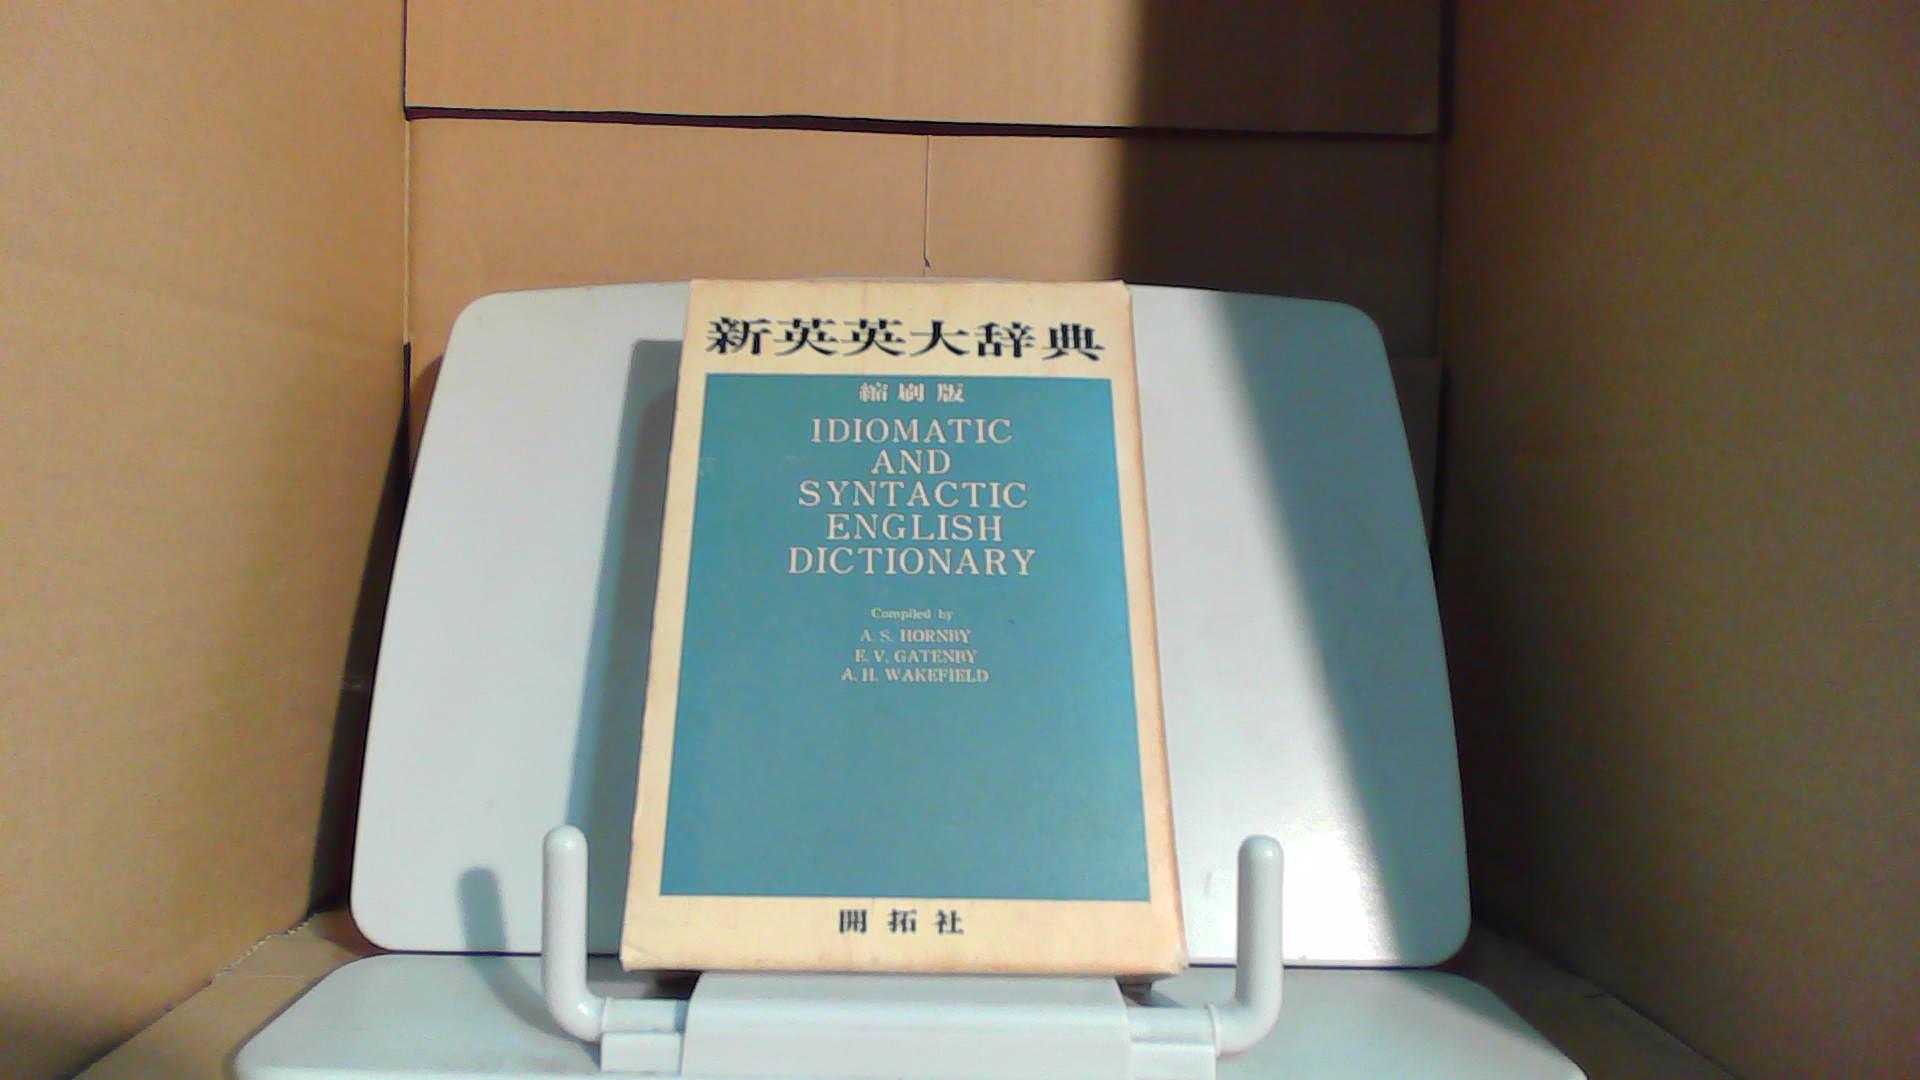 新英英大辞典
縮刷版
IDIOMATIC
AND
SYNTACTIC
ENGLISH
DICTIONARY
Compiled by
A. S. HORNBY
E. V. GATENBY
A. H. WAKEFIELD
開拓社